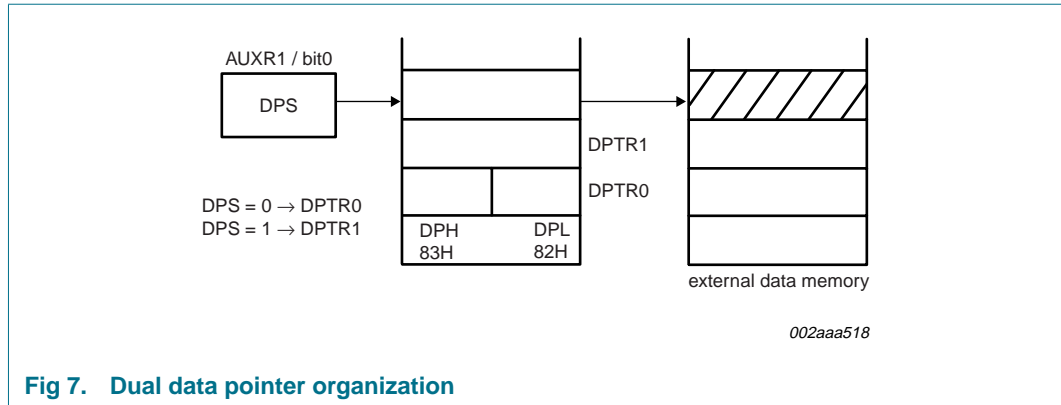 AUXR1 / bit0
DPS
DPTR1
DPTR0
DPS = 0 → DPTR0
DPS = 1 → DPTR1
DPH DPL
83H 82H
external data memory
002aaa518
Fig 7. Dual data pointer organization